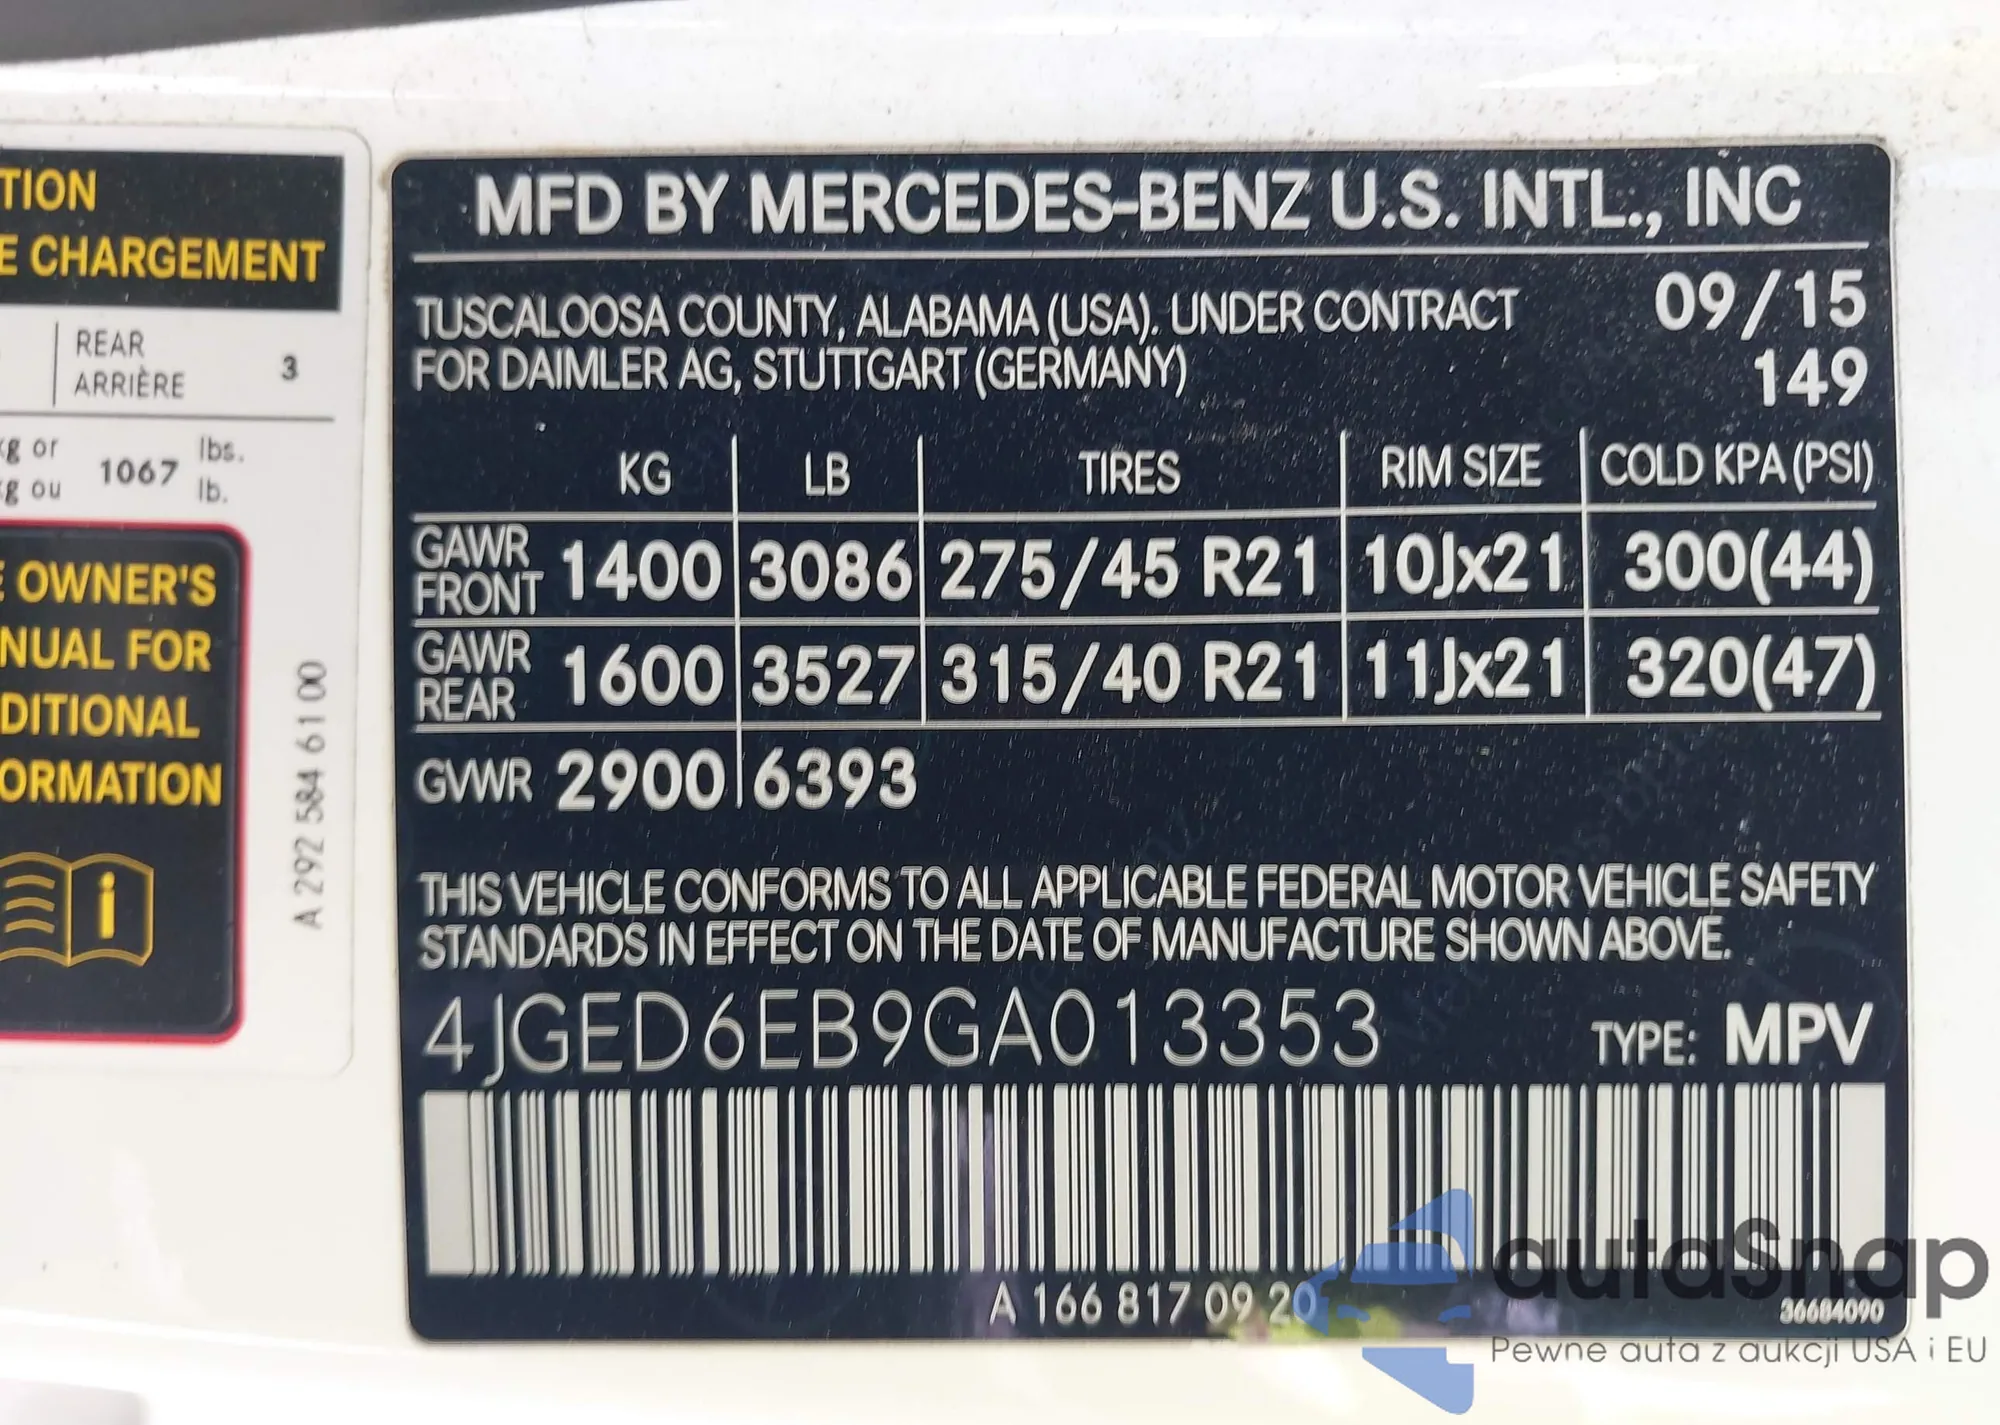 TION
E CHARGEMENT
REAR
ARRIÈRE
3
kg or
kg ou
1067
lbs.
lb.
E OWNER'S
NUAL FOR
DITIONAL
ORMATION
i
A 292 584 61 00
MFD BY MERCEDES-BENZ U.S. INTL., INC
TUSCALOOSA COUNTY, ALABAMA (USA). UNDER CONTRACT
FOR DAIMLER AG, STUTTGART (GERMANY)
09/15
149
KG LB TIRES RIM SIZE COLD KPA (PSI)
GAWR FRONT 1400 3086 275/45 R21 10Jx21 300(44)
GAWR REAR 1600 3527 315/40 R21 11Jx21 320(47)
GVWR 2900 6393
THIS VEHICLE CONFORMS TO ALL APPLICABLE FEDERAL MOTOR VEHICLE SAFETY
STANDARDS IN EFFECT ON THE DATE OF MANUFACTURE SHOWN ABOVE.
4JGED6EB9GA013353 TYPE: MPV
A 166 817 09 20
36684090
autaSnap
Pewne auta z aukcji USA i EU